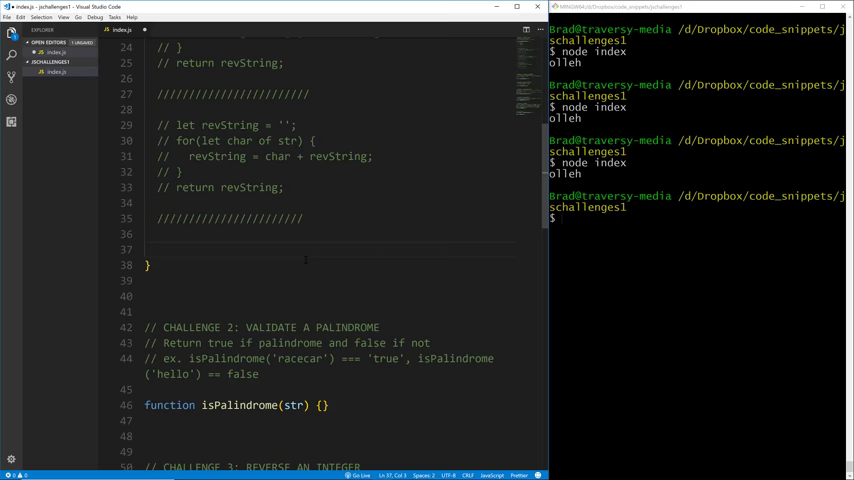 index.js - jschallenges1 - Visual Studio Code
File Edit Selection View Go Debug Tasks Help
EXPLORER
OPEN EDITORS 1 UNSAVED
index.js
JSCHALLENGES1
index.js
index.js
24 // }
25 // return revString;
26
27 ////////////////////////
28
29 // let revString = '';
30 // for(let char of str) {
31 //   revString = char + revString;
32 // }
33 // return revString;
34
35 ///////////////////////
36
37
38 }
39
40
41
42 // CHALLENGE 2: VALIDATE A PALINDROME
43 // Return true if palindrome and false if not
44 // ex. isPalindrome('racecar') === 'true', isPalindrome
('hello') == false
45
46 function isPalindrome(str) {}
47
48
49
50 // CHALLENGE 3: REVERSE AN INTEGER
0 0 Go Live Ln 37, Col 3 Spaces: 2 UTF-8 CRLF JavaScript Prettier
MINGW64:/d/Dropbox/code_snippets/jschallenges1
Brad@traversy-media /d/Dropbox/code_snippets/j
schallenges1
$ node index
olleh
Brad@traversy-media /d/Dropbox/code_snippets/j
schallenges1
$ node index
olleh
Brad@traversy-media /d/Dropbox/code_snippets/j
schallenges1
$ node index
olleh
Brad@traversy-media /d/Dropbox/code_snippets/j
schallenges1
$